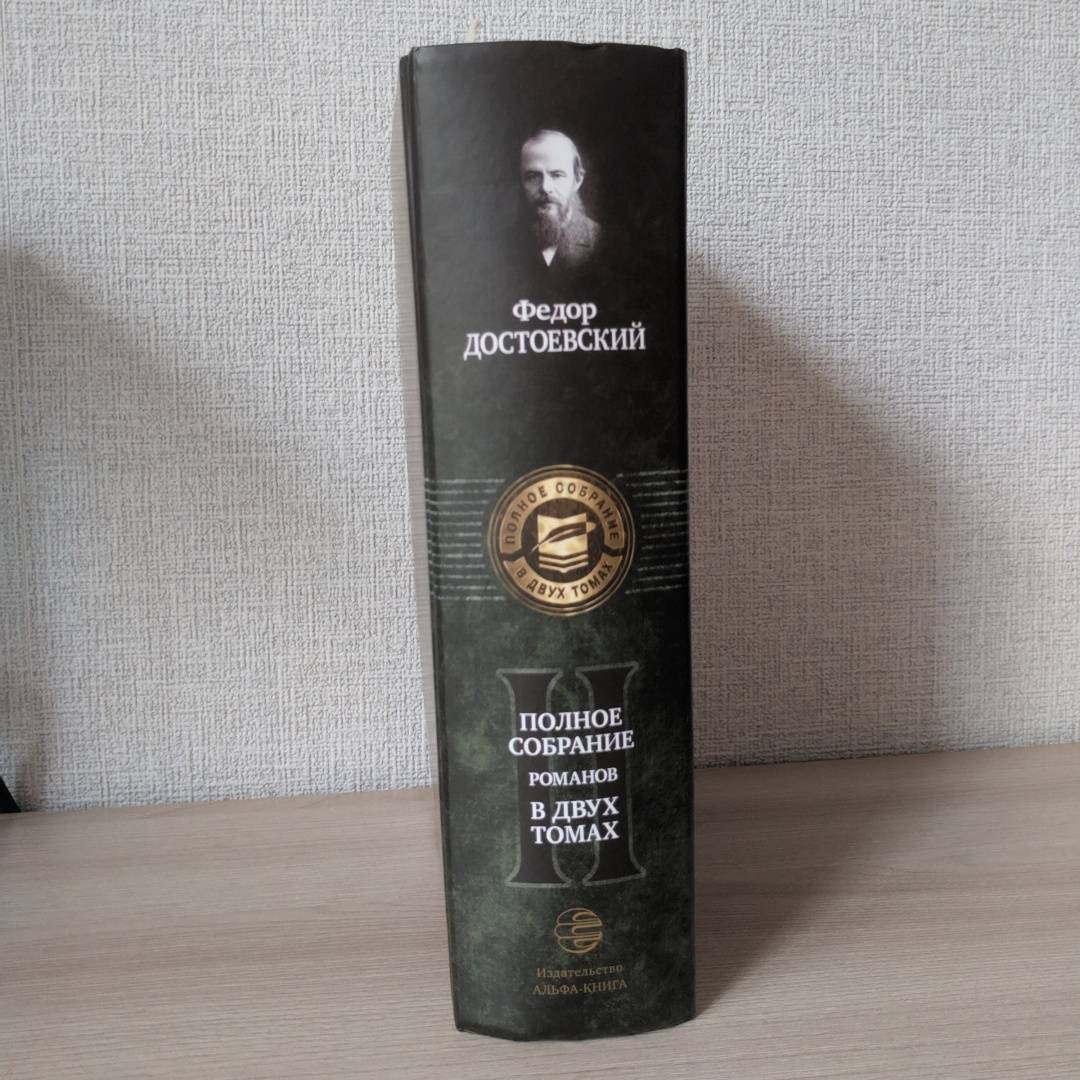 Федор
ДОСТОЕВСКИЙ
ПОЛНОЕ СОБРАНИЕ
В ДВУХ ТОМАХ
II
ПОЛНОЕ
СОБРАНИЕ
РОМАНОВ
В ДВУХ
ТОМАХ
Издательство
АЛЬФА-КНИГА